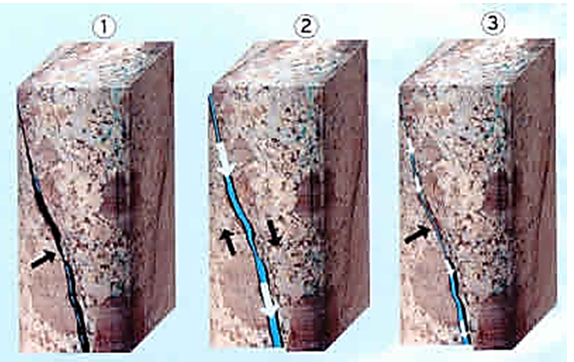 ① ② ③